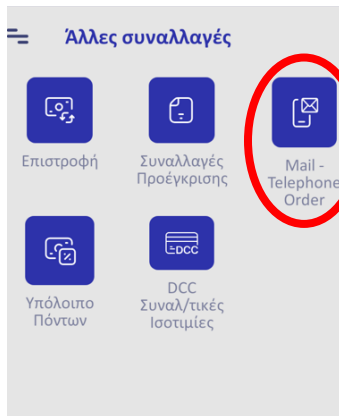 Άλλες συναλλαγές
Επιστροφή
Συναλλαγές
Προέγκρισης
Mail -
Telephone
Order
Υπόλοιπο
Πόντων
DCC
DCC
Συναλ/τικές
Ισοτιμίες